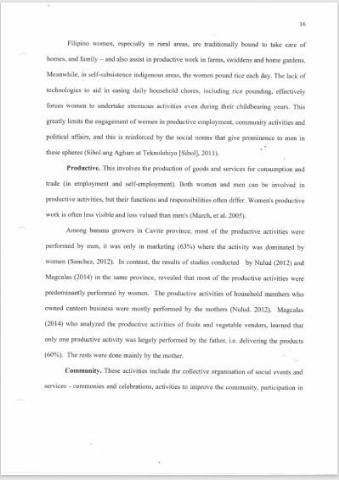 16
Filipino women, especially in rural areas, are traditionally bound to take care of
homes, and family – and also assist in productive work in farms, swiddens and home gardens.
Meanwhile, in self-subsistence indigenous areas, the women pound rice each day. The lack of
technologies to aid in easing daily household chores, including rice pounding, effectively
forces women to undertake strenuous activities even during their childbearing years. This
greatly limits the engagement of women in productive employment, community activities and
political affairs, and this is reinforced by the social norms that give prominence to men in
these spheres (Sibol ang Agham at Teknolohiya [Sibol], 2011).
Productive. This involves the production of goods and services for consumption and
trade (in employment and self-employment). Both women and men can be involved in
productive activities, but their functions and responsibilities often differ. Women's productive
work is often less visible and less valued than men's (March, et al. 2005).
Among banana growers in Cavite province, most of the productive activities were
performed by men, it was only in marketing (63%) where the activity was dominated by
women (Sanchez, 2012). In contrast, the results of studies conducted by Nuhud (2012) and
Magcalas (2014) in the same province, revealed that most of the productive activities were
predominantly performed by women. The productive activities of household members who
owned canteen business were mostly performed by the mothers (Nuhud. 2012). Magcalas
(2014) who analyzed the productive activities of fruits and vegetable vendors, learned that
only one productive activity was largely performed by the father, i.e. delivering the products
(60%). The rests were done mainly by the mother.
Community. These activities include the collective organisation of social events and
services - ceremonies and celebrations, activities to improve the community, participation in